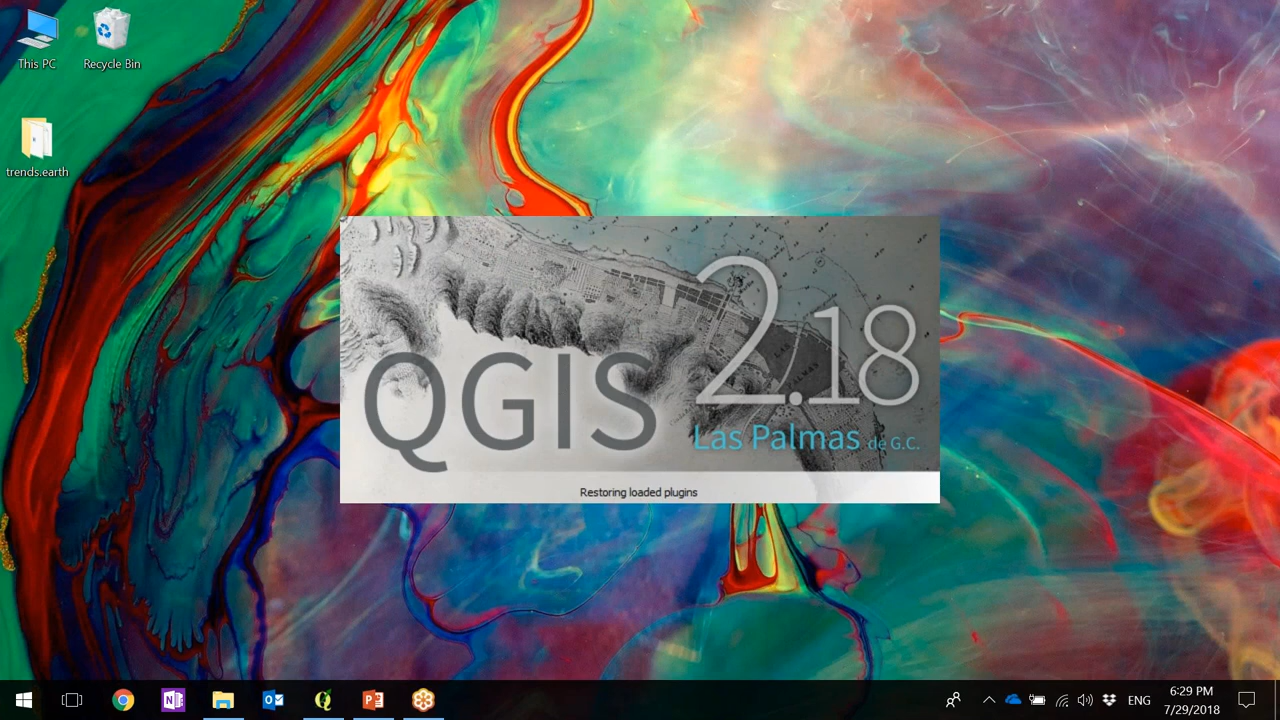 This PC
Recycle Bin
trends.earth
QGIS
2.18
Las Palmas de G.C.
Restoring loaded plugins
ENG
6:29 PM
7/29/2018